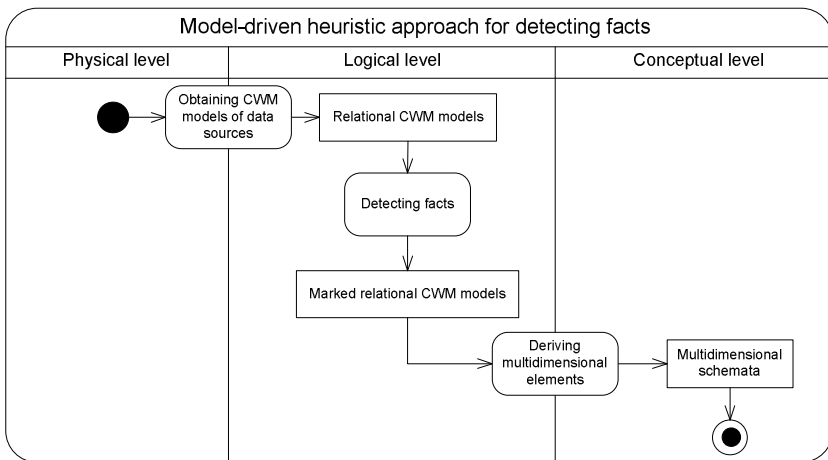 Model-driven heuristic approach for detecting facts
Physical level
Logical level
Conceptual level
Obtaining CWM
models of data
sources
Relational CWM models
Detecting facts
Marked relational CWM models
Deriving
multidimensional
elements
Multidimensional
schemata